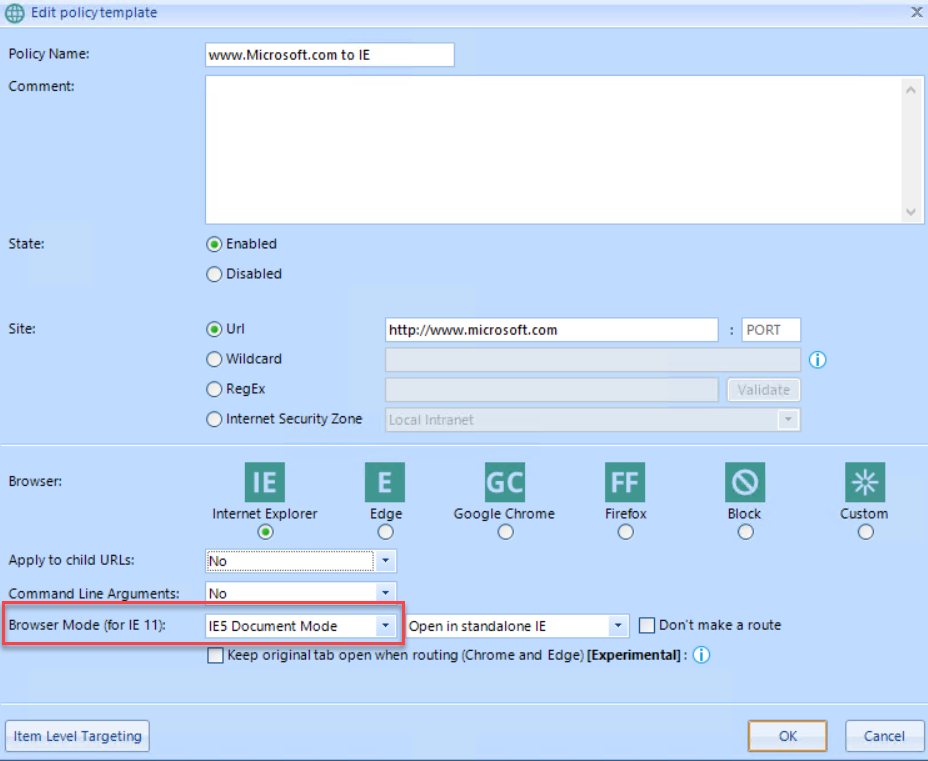 Edit policy template
Policy Name: www.Microsoft.com to IE
Comment:
State: Enabled
Disabled
Site: Url http://www.microsoft.com : PORT
Wildcard
RegEx Validate
Internet Security Zone Local Intranet
IE E GC FF
Browser: Internet Explorer Edge Google Chrome Firefox Block Custom
Apply to child URLs: No
Command Line Arguments: No
Browser Mode (for IE 11): IE5 Document Mode Open in standalone IE Don't make a route
Keep original tab open when routing (Chrome and Edge) [Experimental] :
Item Level Targeting OK Cancel